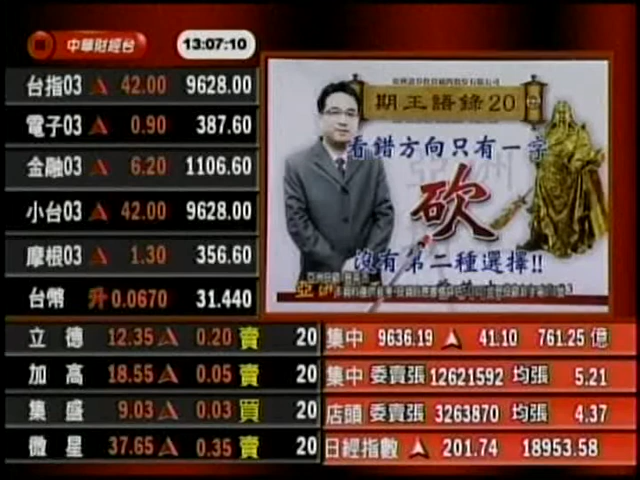 中華財經台 13:07:10
台指03 42.00 9628.00
電子03 0.90 387.60
金融03 6.20 1106.60
小台03 42.00 9628.00
摩根03 1.30 356.60
台幣 升 0.0670 31.440
期王語錄20
看錯方向只有一字
亞洲
砍
沒有第二種選擇!!
立德 12.35 0.20 賣 20
加高 18.55 0.05 賣 20
集盛 9.03 0.03 買 20
微星 37.65 0.35 賣 20
集中 9636.19 41.10 761.25 億
集中 委賣張 12621592 均張 5.21
店頭 委賣張 3263870 均張 4.37
日經指數 201.74 18953.58